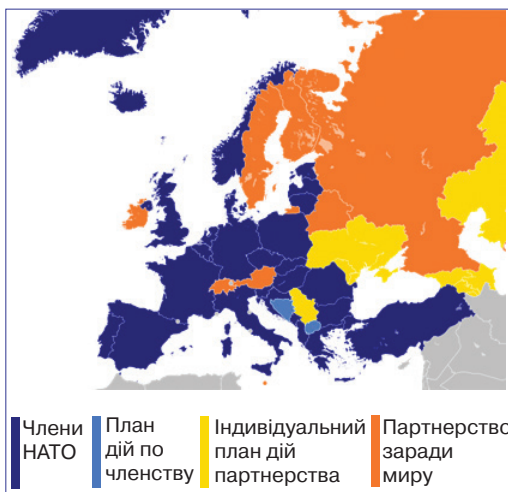 Члени
НАТО
План
дій по
членству
Індивідуальний
план дій
партнерства
Партнерство
заради
миру